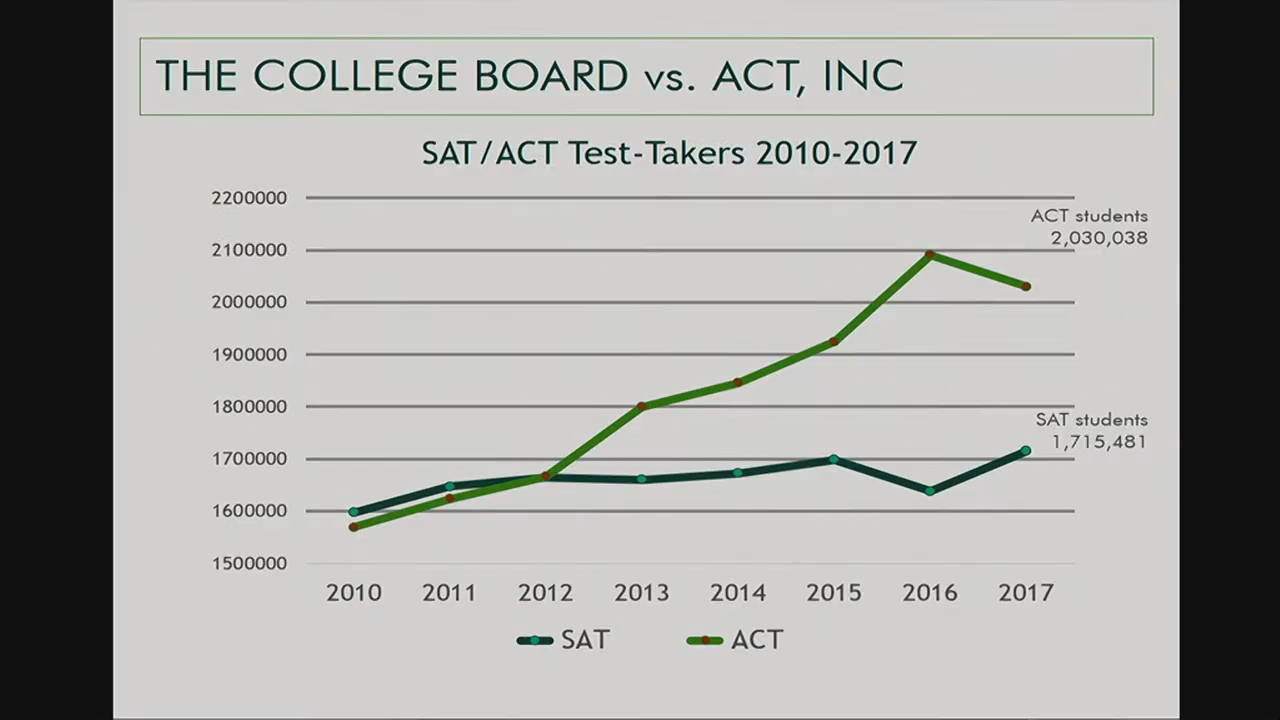 THE COLLEGE BOARD vs. ACT, INC
SAT/ACT Test-Takers 2010-2017
2200000
2100000
2000000
1900000
1800000
1700000
1600000
1500000
ACT students
2,030,038
SAT students
1,715,481
2010 2011 2012 2013 2014 2015 2016 2017
SAT ACT